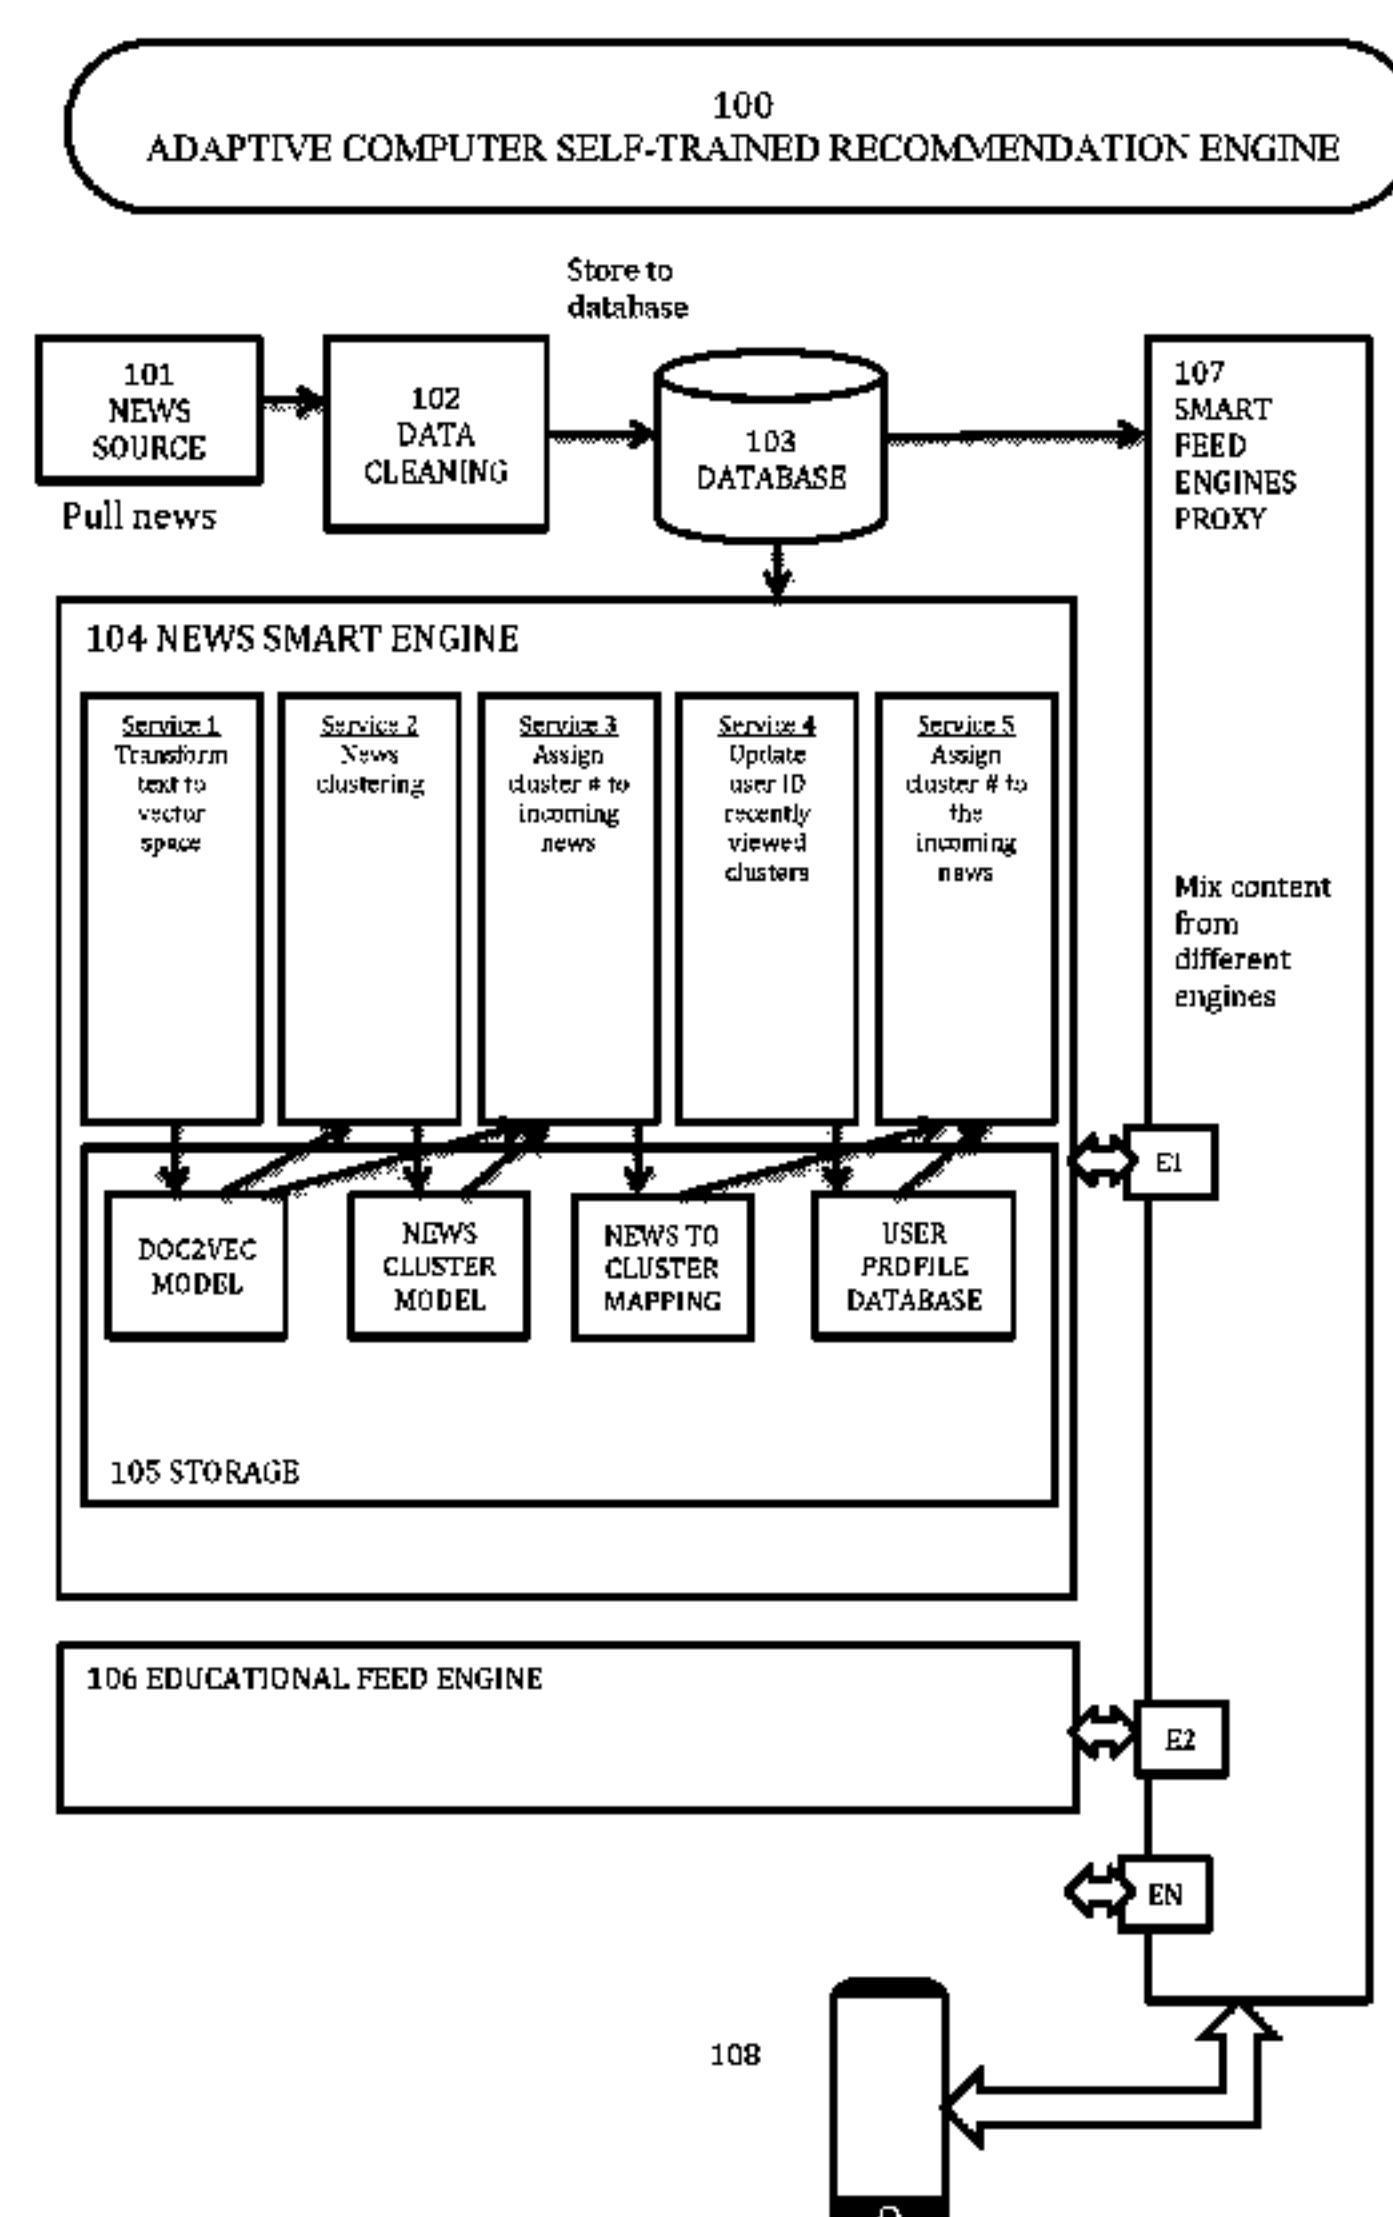 100
ADAPTIVE COMPUTER SELF-TRAINED RECOMMENDATION ENGINE
Store to
database
101
NEWS
SOURCE
Pull news
102
DATA
CLEANING
103
DATABASE
107
SMART
FEED
ENGINES
PROXY
Mix content
from
different
engines
104 NEWS SMART ENGINE
Service 1
Transform
text to
vector
space
Service 2
News
clustering
Service 3
Assign
cluster # to
incoming
news
Service 4
Update
user ID
recently
viewed
clusters
Service 5
Assign
cluster # to
the
incoming
news
E1
DOC2VEC
MODEL
NEWS
CLUSTER
MODEL
NEWS TO
CLUSTER
MAPPING
USER
PROFILE
DATABASE
105 STORAGE
106 EDUCATIONAL FEED ENGINE
E2
EN
108